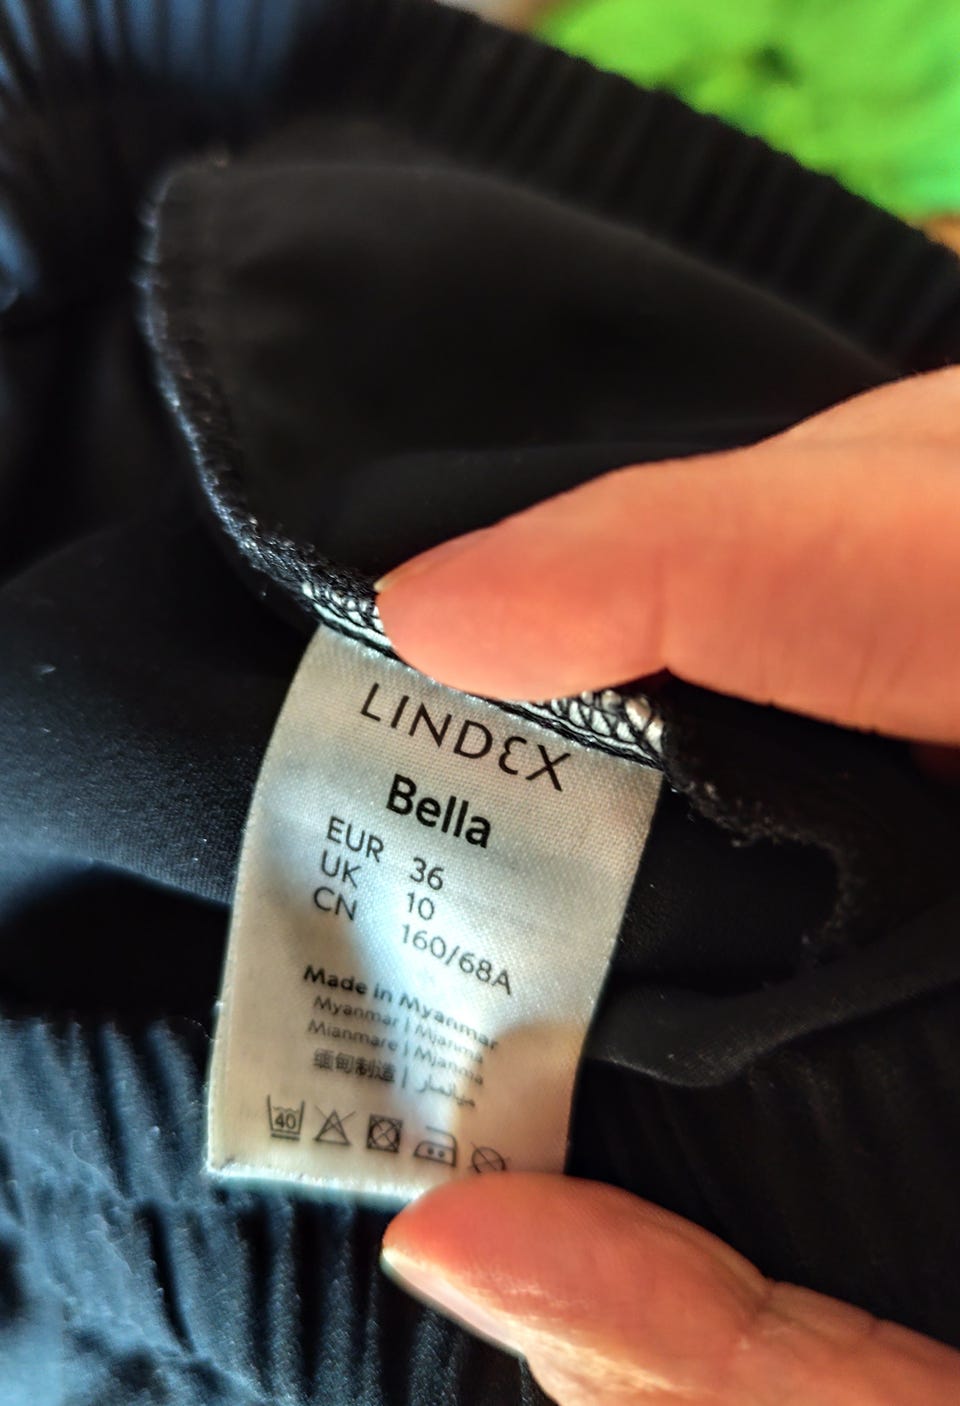 LINDEX
Bella
EUR 36
UK 10
CN 160/68A
Made in Myanmar
Myanmar | Mjanma
Mianmare | Mjanma
缅甸制造 | ميانمار
40